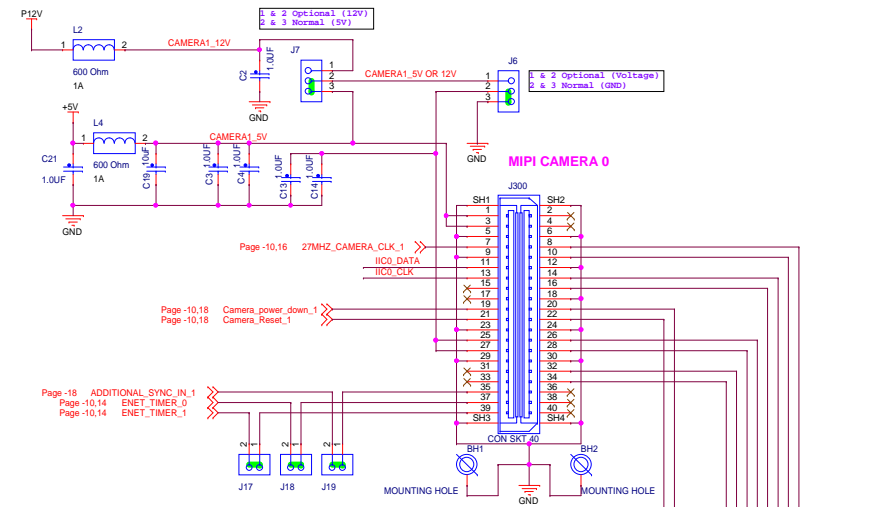 P12V
1 & 2 Optional (12V)
2 & 3 Normal (5V)
L2
1
2
CAMERA1_12V
600 Ohm
1A
C2
1.0UF
GND
J7
1
2
3
CAMERA1_5V OR 12V
J6
1
2
3
1 & 2 Optional (Voltage)
2 & 3 Normal (GND)
GND
+5V
L4
1
2
CAMERA1_5V
600 Ohm
1A
C21
1.0UF
C19
10uF
C3
1.0UF
C4
1.0UF
C13
1.0UF
C14
1.0UF
GND
MIPI CAMERA 0
J300
SH1 SH2
1 2
3 4
5 6
7 8
9 10
11 12
13 14
15 16
17 18
19 20
21 22
23 24
25 26
27 28
29 30
31 32
33 34
35 36
37 38
39 40
SH3 SH4
CON SKT 40
Page -10,16 27MHZ_CAMERA_CLK_1
IIC0_DATA
IIC0_CLK
Page -10,18 Camera_power_down_1
Page -10,18 Camera_Reset_1
Page -18 ADDITIONAL_SYNC_IN_1
Page -10,14 ENET_TIMER_0
Page -10,14 ENET_TIMER_1
2 1
2 1
2 1
J17
J18
J19
BH1
BH2
MOUNTING HOLE
MOUNTING HOLE
GND